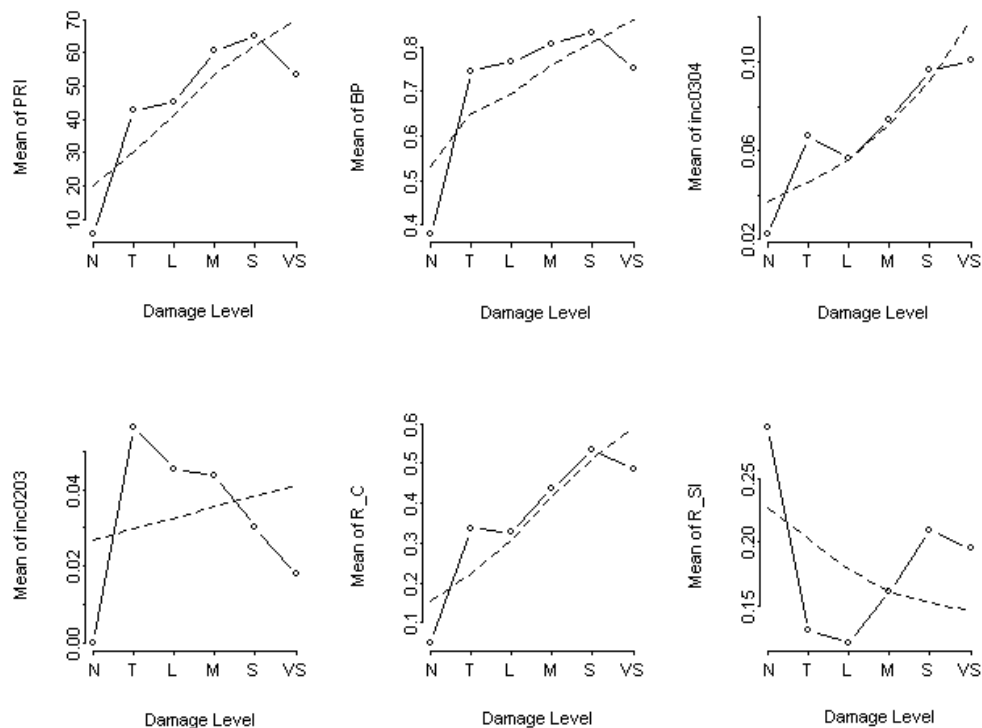 Mean of PRI
70
60
50
40
30
20
10
N T L M S VS
Damage Level
Mean of BP
0.8
0.7
0.6
0.5
0.4
N T L M S VS
Damage Level
Mean of inc0304
0.10
0.06
0.02
N T L M S VS
Damage Level
Mean of inc0203
0.04
0.02
0.00
N T L M S VS
Damage Level
Mean of R_C
0.6
0.5
0.4
0.3
0.2
0.1
N T L M S VS
Damage Level
Mean of R_SI
0.25
0.20
0.15
N T L M S VS
Damage Level